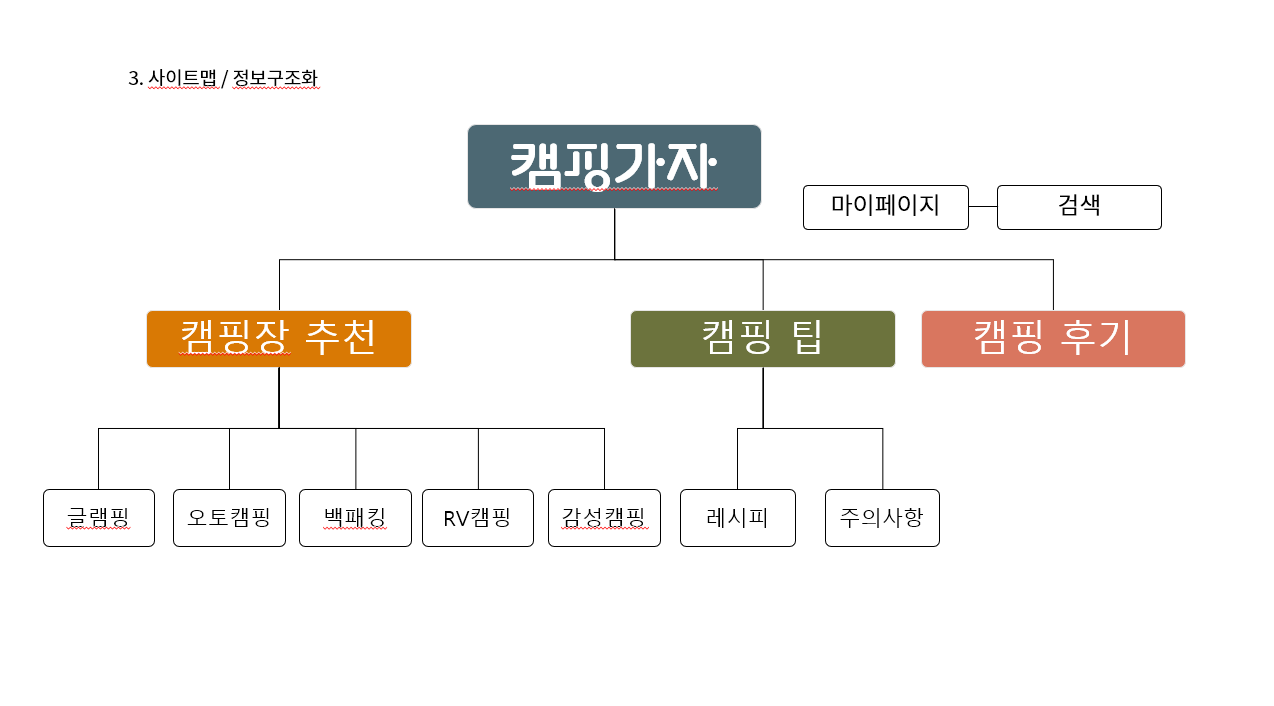 3. 사이트맵 / 정보구조화
캠핑가자
마이페이지
검색
캠핑장 추천
캠핑 팁
캠핑 후기
글램핑
오토캠핑
백패킹
RV캠핑
감성캠핑
레시피
주의사항